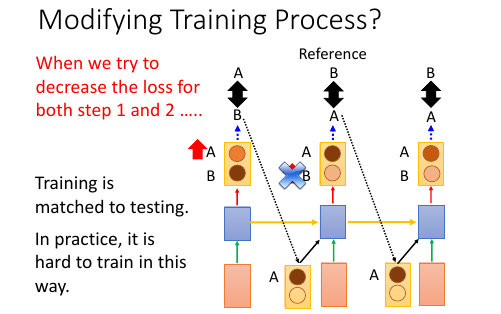 Modifying Training Process?
When we try to
decrease the loss for
both step 1 and 2 .....
Training is
matched to testing.
In practice, it is
hard to train in this
way.
Reference
A B B
B A A
A A A
B B B
A A